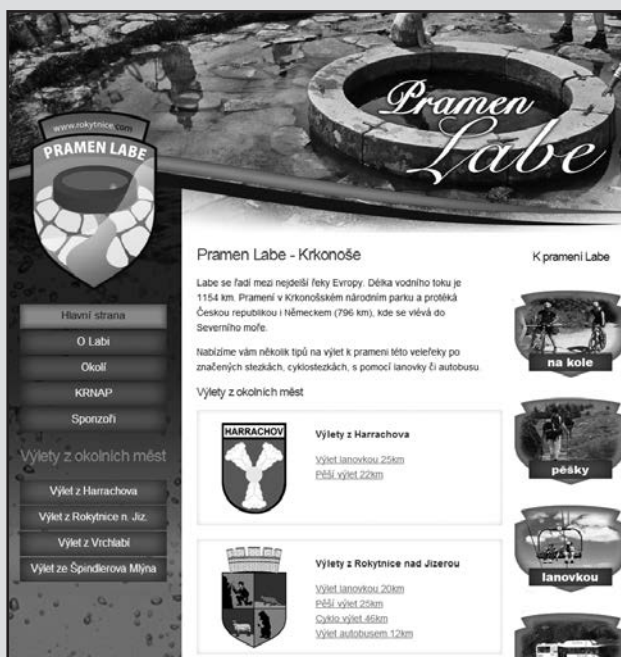 Pramen
Labe
www.rokytnice.com
PRAMEN LABE
Hlavní strana
O Labi
Okolí
KRNAP
Sponzoři
Výlety z okolních měst
Výlet z Harrachova
Výlet z Rokytnice n. Jiz.
Výlet z Vrchlabí
Výlet ze Špindlerova Mlýna
Pramen Labe - Krkonoše
Labe se řadí mezi nejdelší řeky Evropy. Délka vodního toku je
1154 km. Pramení v Krkonošském národním parku a protéká
Českou republikou i Německem (796 km), kde se vlévá do
Severního moře.
Nabízíme vám několik tipů na výlet k prameni této veleřeky po
značených stezkách, cyklostezkách, s pomocí lanovky či autobusu.
Výlety z okolních měst
HARRACHOV
Výlety z Harrachova
Výlet lanovkou 25km
Pěší výlet 22km
Výlety z Rokytnice nad Jizerou
Výlet lanovkou 20km
Pěší výlet 25km
Cyklo výlet 46km
Výlet autobusem 12km
K prameni Labe
na kole
pěšky
lanovkou